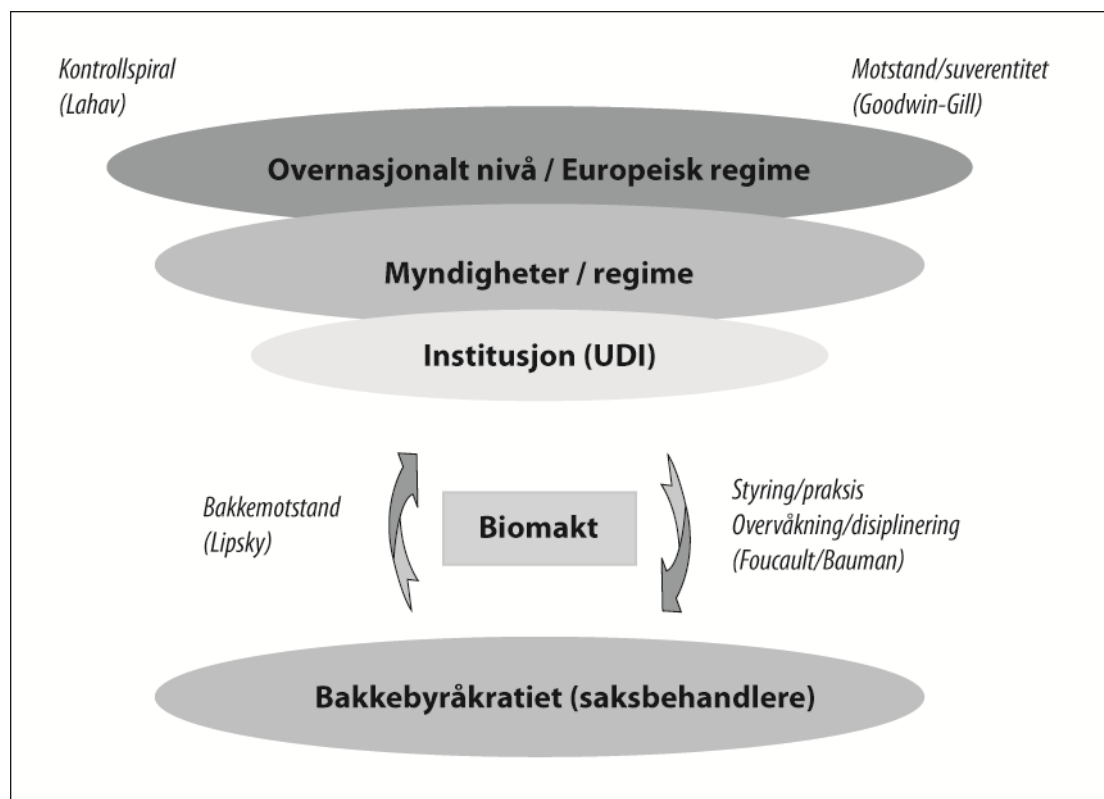 Kontrollspiral
(Lahav)
Motstand/suverentitet
(Goodwin-Gill)
Overnasjonalt nivå / Europeisk regime
Myndigheter / regime
Institusjon (UDI)
Bakkemotstand
(Lipsky)
Biomakt
Styring/praksis
Overvåkning/disiplinering
(Foucault/Bauman)
Bakkebyråkratiet (saksbehandlere)